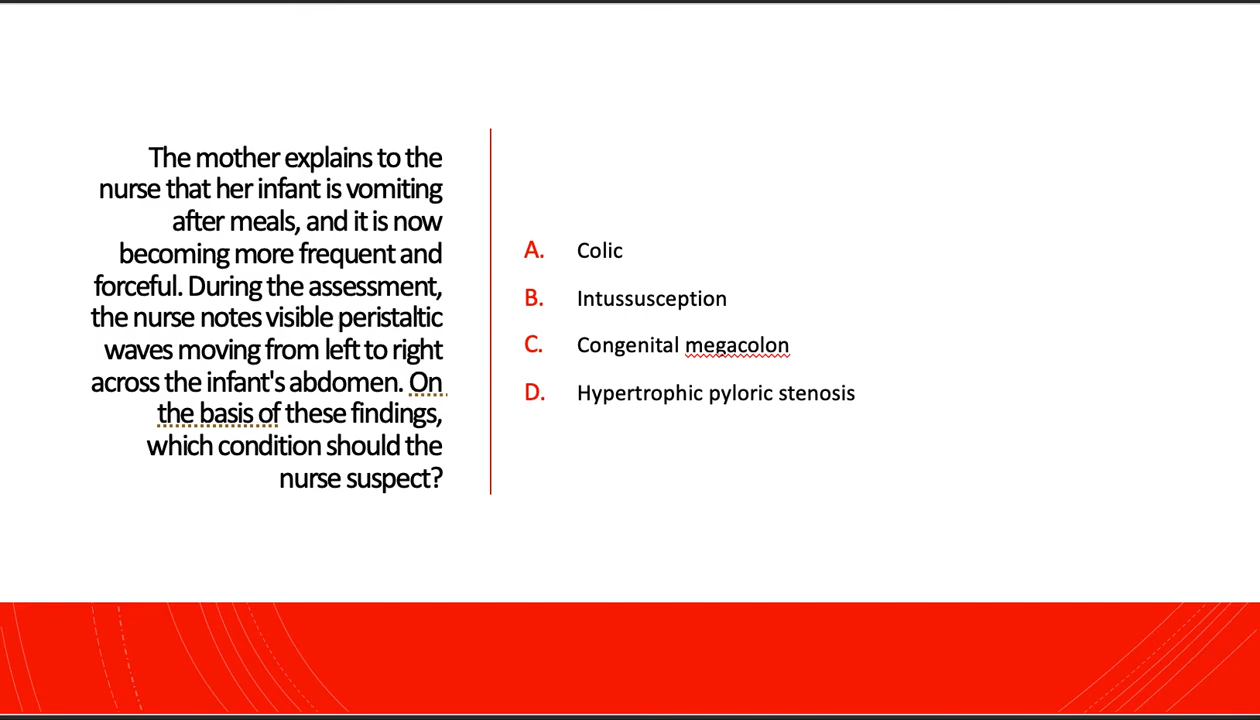 The mother explains to the
nurse that her infant is vomiting
after meals, and it is now
becoming more frequent and
forceful. During the assessment,
the nurse notes visible peristaltic
waves moving from left to right
across the infant's abdomen. On
the basis of these findings,
which condition should the
nurse suspect?
A. Colic
B. Intussusception
C. Congenital megacolon
D. Hypertrophic pyloric stenosis